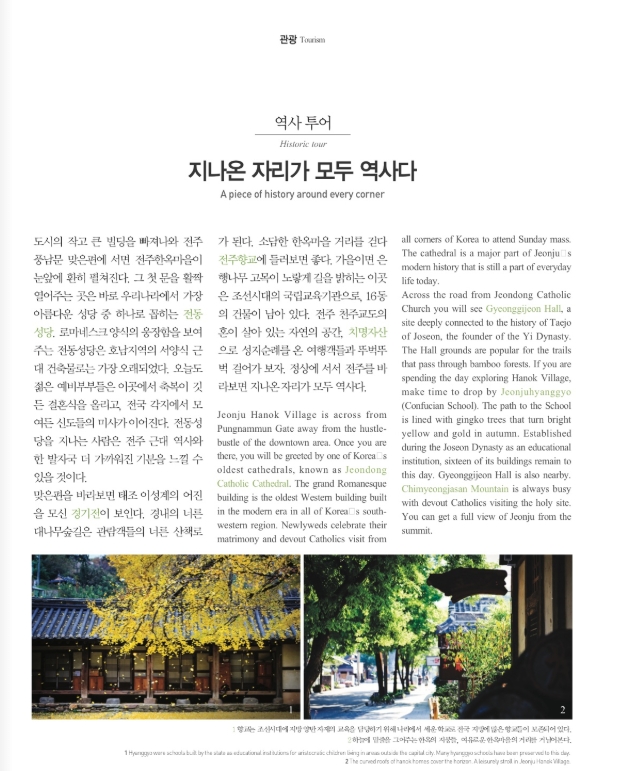 관광 Tourism
역사 투어
Historic tour
지나온 자리가 모두 역사다
A piece of history around every corner
도시의 작고 큰 빌딩을 빠져나와 전주
풍남문 맞은편에 서면 전주한옥마을이
눈앞에 환히 펼쳐진다. 그 첫 문을 활짝
열어주는 곳은 바로 우리나라에서 가장
아름다운 성당 중 하나로 꼽히는 전동
성당. 로마네스크 양식의 웅장함을 보여
주는 전동성당은 호남지역의 서양식 근
대 건축물로는 가장 오래되었다. 오늘도
젊은 예비부부들은 이곳에서 축복이 깃
든 결혼식을 올리고, 전국 각지에서 모
여든 신도들의 미사가 이어진다. 전동성
당을 지나는 사람은 전주 근대 역사와
한 발자국 더 가까워진 기분을 느낄 수
있을 것이다.
맞은편을 바라보면 태조 이성계의 어진
을 모신 경기전이 보인다. 경내의 너른
대나무숲길은 관람객들의 너른 산책로
가 된다. 소담한 한옥마을 거리를 걷다
전주향교에 들러보면 좋다. 가을이면 은
행나무 고목이 노랗게 길을 밝히는 이곳
은 조선시대의 국립교육기관으로, 16동
의 건물이 남아 있다. 전주 천주교도의
혼이 살아 있는 자연의 공간, 치명자산
으로 성지순례를 온 여행객들과 뚜벅뚜
벅 걸어가 보자. 정상에 서서 전주를 바
라보면 지나온 자리가 모두 역사다.
Jeonju Hanok Village is across from
Pungnammun Gate away from the hustle-
bustle of the downtown area. Once you are
there, you will be greeted by one of Korea□s
oldest cathedrals, known as Jeondong
Catholic Cathedral. The grand Romanesque
building is the oldest Western building built
in the modern era in all of Korea□s south-
western region. Newlyweds celebrate their
matrimony and devout Catholics visit from
all corners of Korea to attend Sunday mass.
The cathedral is a major part of Jeonju□s
modern history that is still a part of everyday
life today.
Across the road from Jeondong Catholic
Church you will see Gyeonggijeon Hall, a
site deeply connected to the history of Taejo
of Joseon, the founder of the Yi Dynasty.
The Hall grounds are popular for the trails
that pass through bamboo forests. If you are
spending the day exploring Hanok Village,
make time to drop by Jeonjuhyanggyo
(Confucian School). The path to the School
is lined with gingko trees that turn bright
yellow and gold in autumn. Established
during the Joseon Dynasty as an educational
institution, sixteen of its buildings remain to
this day. Gyeonggijeon Hall is also nearby.
Chimyeongjasan Mountain is always busy
with devout Catholics visiting the holy site.
You can get a full view of Jeonju from the
summit.
1
2
1 향교는 조선시대에 지방 양반 자제의 교육을 담당하기 위해 나라에서 세운 학교로 전국 지방에 많은 향교들이 보존되어 있다.
2 하늘에 밑줄을 그어주는 한옥의 지붕들, 여유로운 한옥마을의 거리를 거닐어본다.
1 Hyanggyo were schools built by the state as educational institutions for aristocratic children living in areas outside the capital city. Many hyanggyo schools have been preserved to this day.
2 The curved roofs of hanok homes cover the horizon. A leisurely stroll in Jeonju Hanok Village.